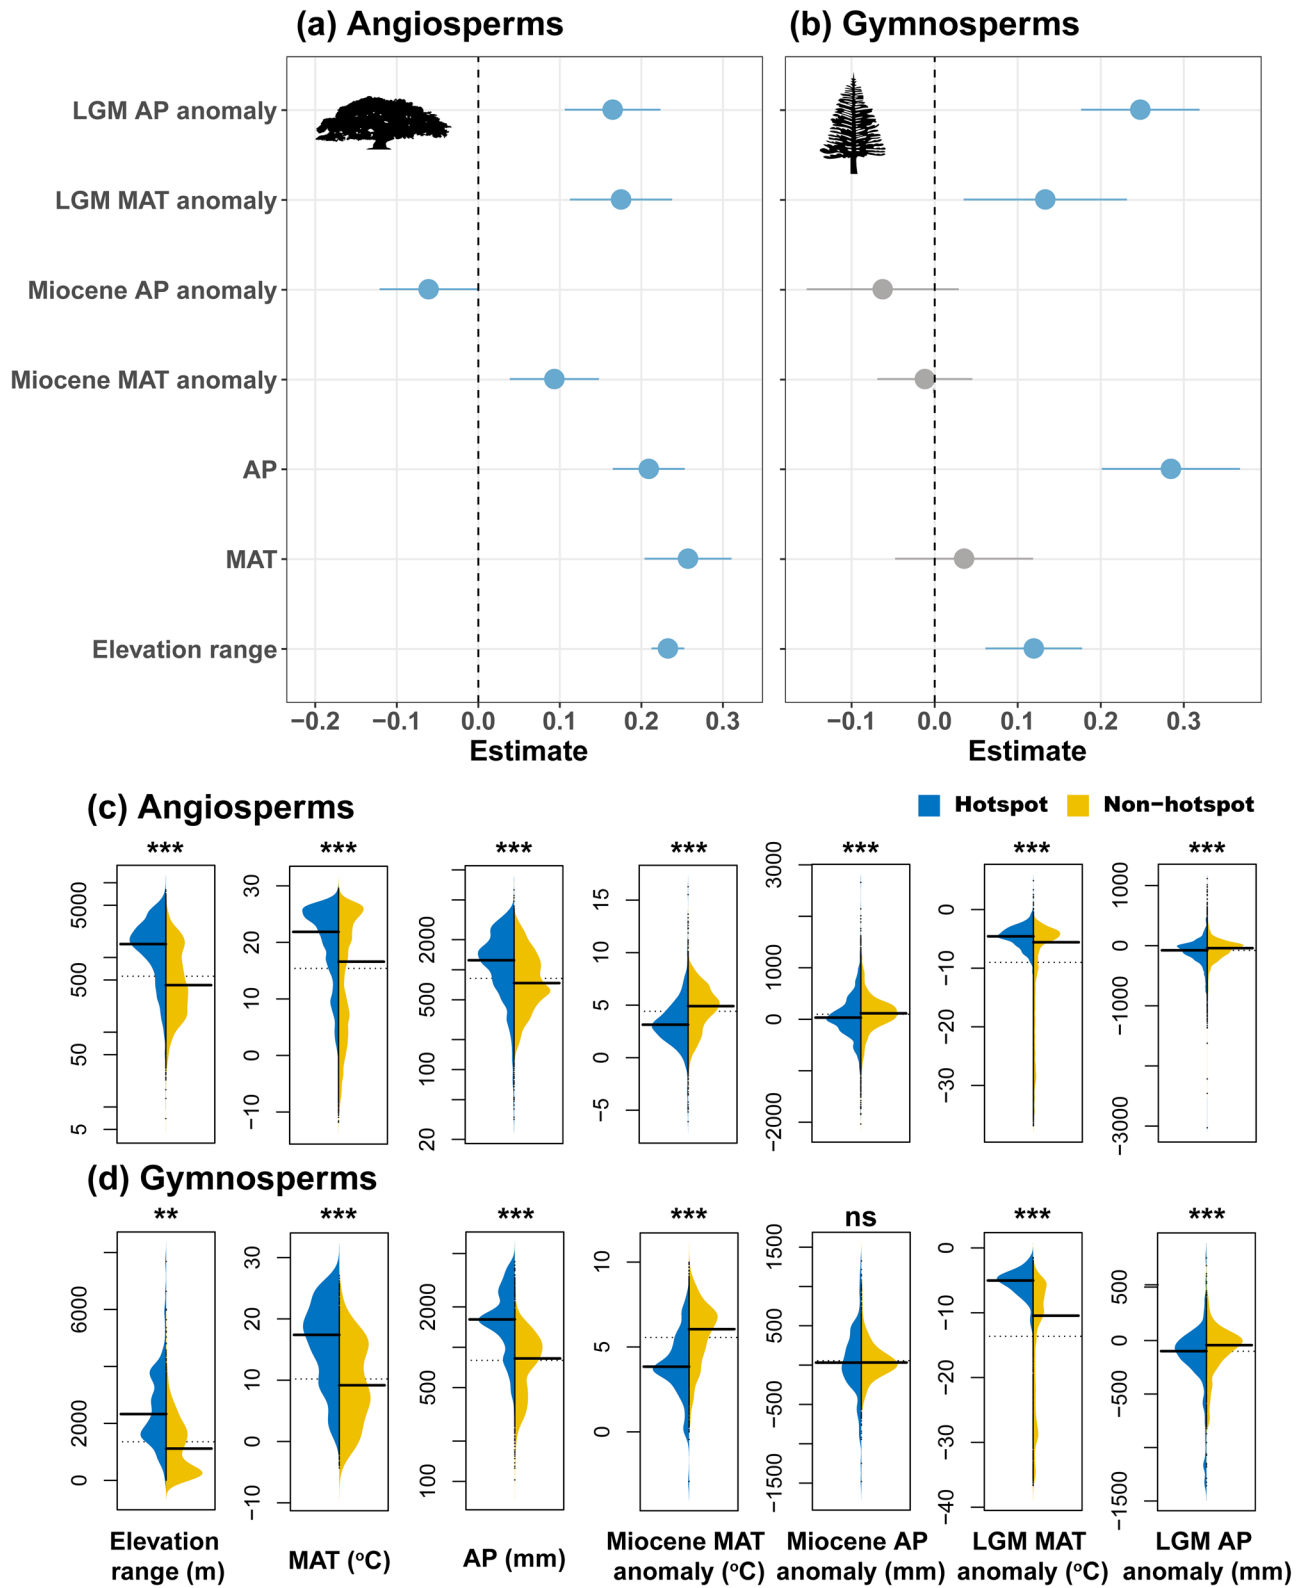 (a) Angiosperms
(b) Gymnosperms
LGM AP anomaly
LGM MAT anomaly
Miocene AP anomaly
Miocene MAT anomaly
AP
MAT
Elevation range
−0.2 −0.1 0.0 0.1 0.2 0.3
−0.1 0.0 0.1 0.2 0.3
Estimate
Estimate
(c) Angiosperms
Hotspot Non−hotspot
*** *** *** *** *** *** ***
5000 500 50 5
30 20 10 0 −10
2000 500 100 20
15 10 5 0 −5
3000 1000 0 −2000
0 −10 −20 −30
1000 0 −1000 −3000
(d) Gymnosperms
** *** *** *** ns *** ***
6000 2000 0
30 20 10 0 −10
2000 500 100
10 5 0
1500 500 −500 −1500
0 −10 −20 −30 −40
500 0 −500 −1500
Elevation
range (m)
MAT (°C)
AP (mm)
Miocene MAT
anomaly (°C)
Miocene AP
anomaly (mm)
LGM MAT
anomaly (°C)
LGM AP
anomaly (mm)